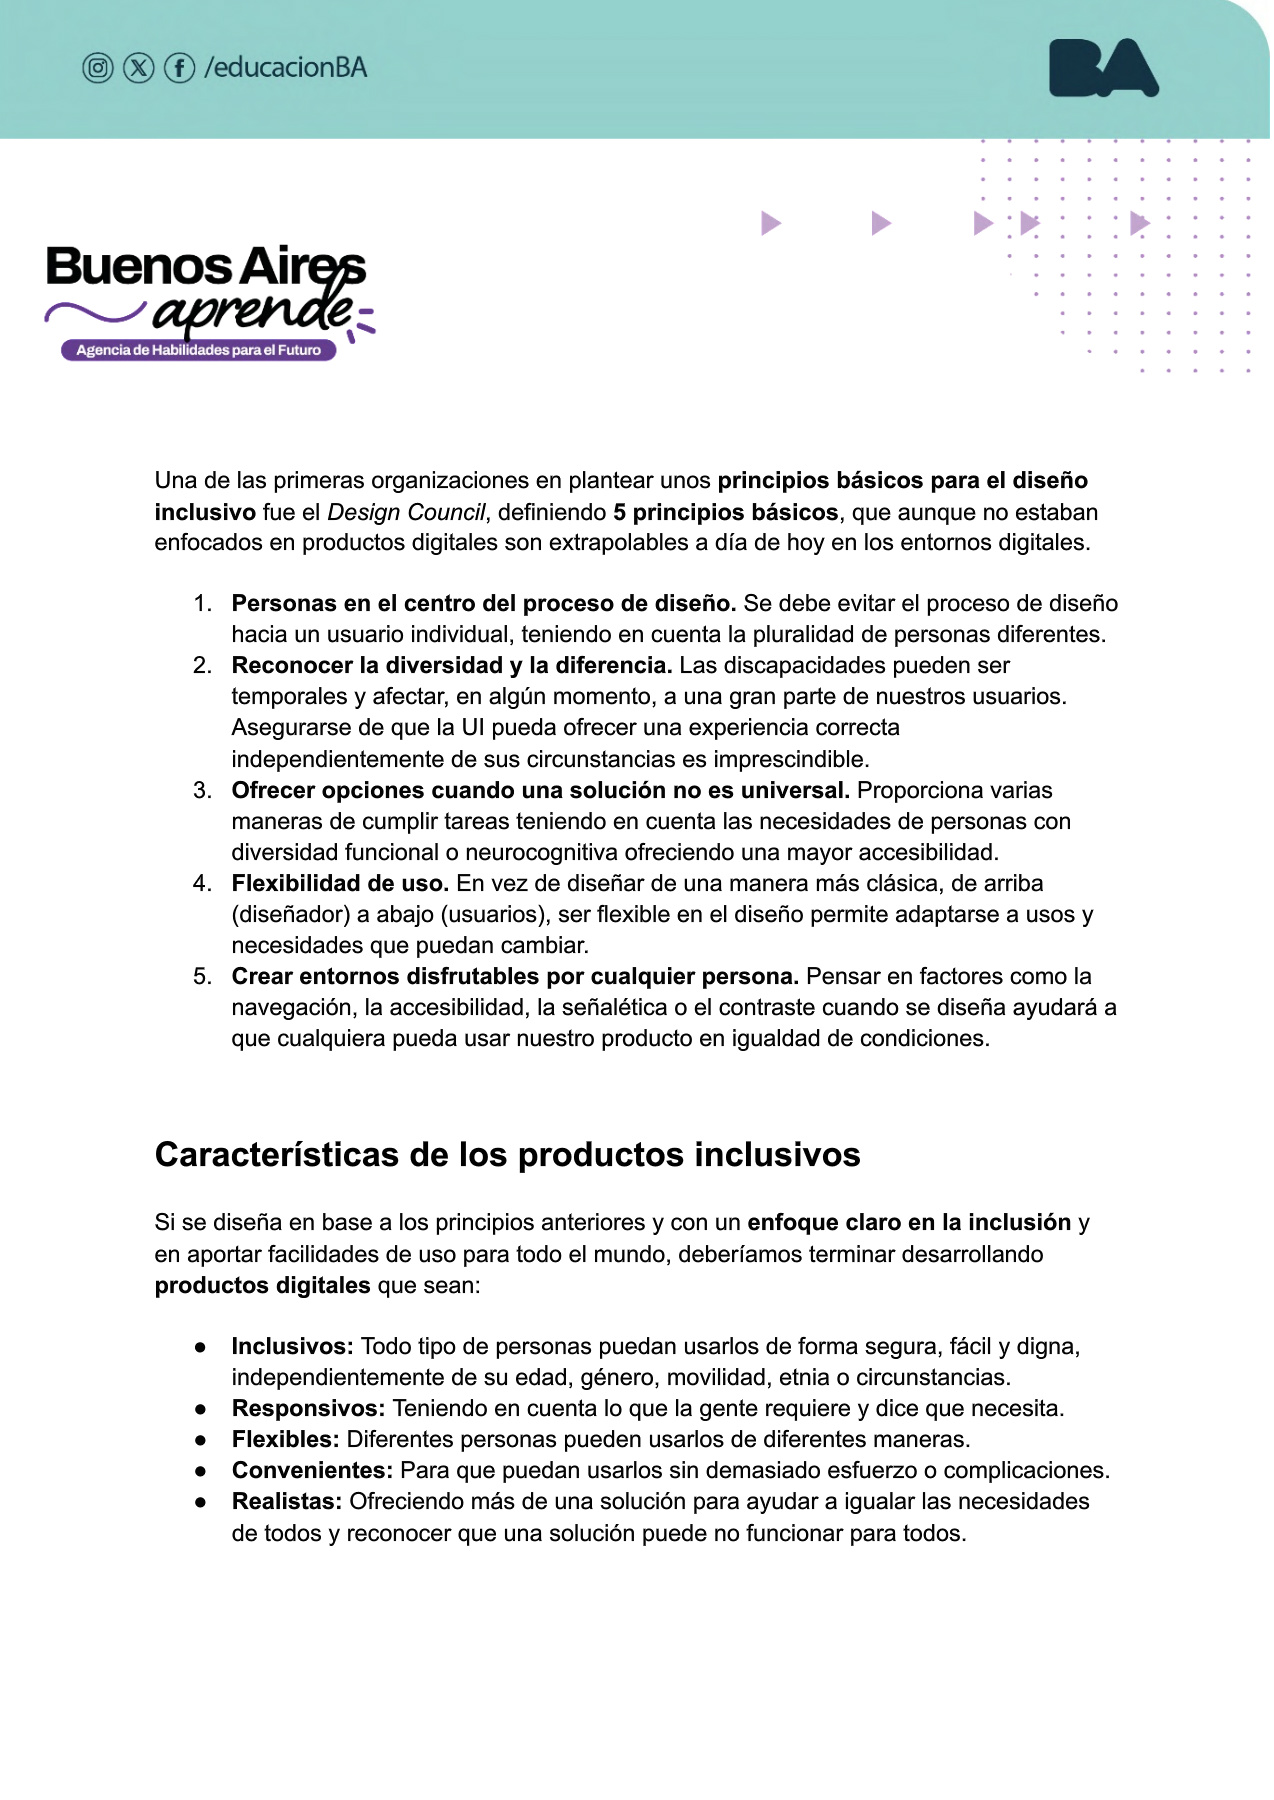 /educacionBA
BA
Buenos Aires
aprende
Agencia de Habilidades para el Futuro
Una de las primeras organizaciones en plantear unos principios básicos para el diseño
inclusivo fue el Design Council, definiendo 5 principios básicos, que aunque no estaban
enfocados en productos digitales son extrapolables a día de hoy en los entornos digitales.
1. Personas en el centro del proceso de diseño. Se debe evitar el proceso de diseño
hacia un usuario individual, teniendo en cuenta la pluralidad de personas diferentes.
2. Reconocer la diversidad y la diferencia. Las discapacidades pueden ser
temporales y afectar, en algún momento, a una gran parte de nuestros usuarios.
Asegurarse de que la UI pueda ofrecer una experiencia correcta
independientemente de sus circunstancias es imprescindible.
3. Ofrecer opciones cuando una solución no es universal. Proporciona varias
maneras de cumplir tareas teniendo en cuenta las necesidades de personas con
diversidad funcional o neurocognitiva ofreciendo una mayor accesibilidad.
4. Flexibilidad de uso. En vez de diseñar de una manera más clásica, de arriba
(diseñador) a abajo (usuarios), ser flexible en el diseño permite adaptarse a usos y
necesidades que puedan cambiar.
5. Crear entornos disfrutables por cualquier persona. Pensar en factores como la
navegación, la accesibilidad, la señalética o el contraste cuando se diseña ayudará a
que cualquiera pueda usar nuestro producto en igualdad de condiciones.
Características de los productos inclusivos
Si se diseña en base a los principios anteriores y con un enfoque claro en la inclusión y
en aportar facilidades de uso para todo el mundo, deberíamos terminar desarrollando
productos digitales que sean:
● Inclusivos: Todo tipo de personas puedan usarlos de forma segura, fácil y digna,
independientemente de su edad, género, movilidad, etnia o circunstancias.
● Responsivos: Teniendo en cuenta lo que la gente requiere y dice que necesita.
● Flexibles: Diferentes personas pueden usarlos de diferentes maneras.
● Convenientes: Para que puedan usarlos sin demasiado esfuerzo o complicaciones.
● Realistas: Ofreciendo más de una solución para ayudar a igualar las necesidades
de todos y reconocer que una solución puede no funcionar para todos.